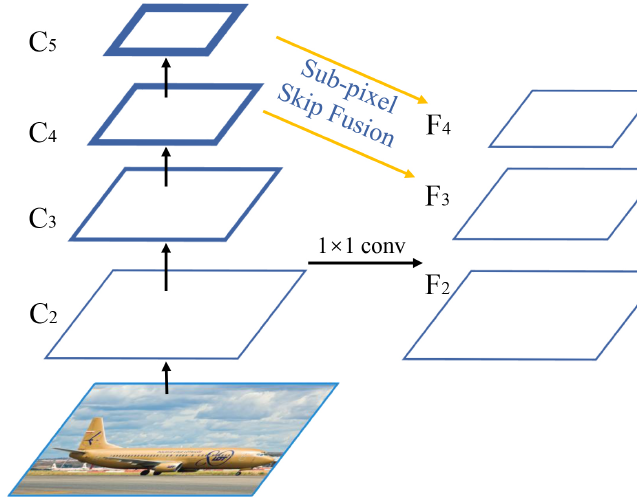 C5
Sub-pixel
Skip Fusion
C4
F4
C3
F3
1×1 conv
C2
F2